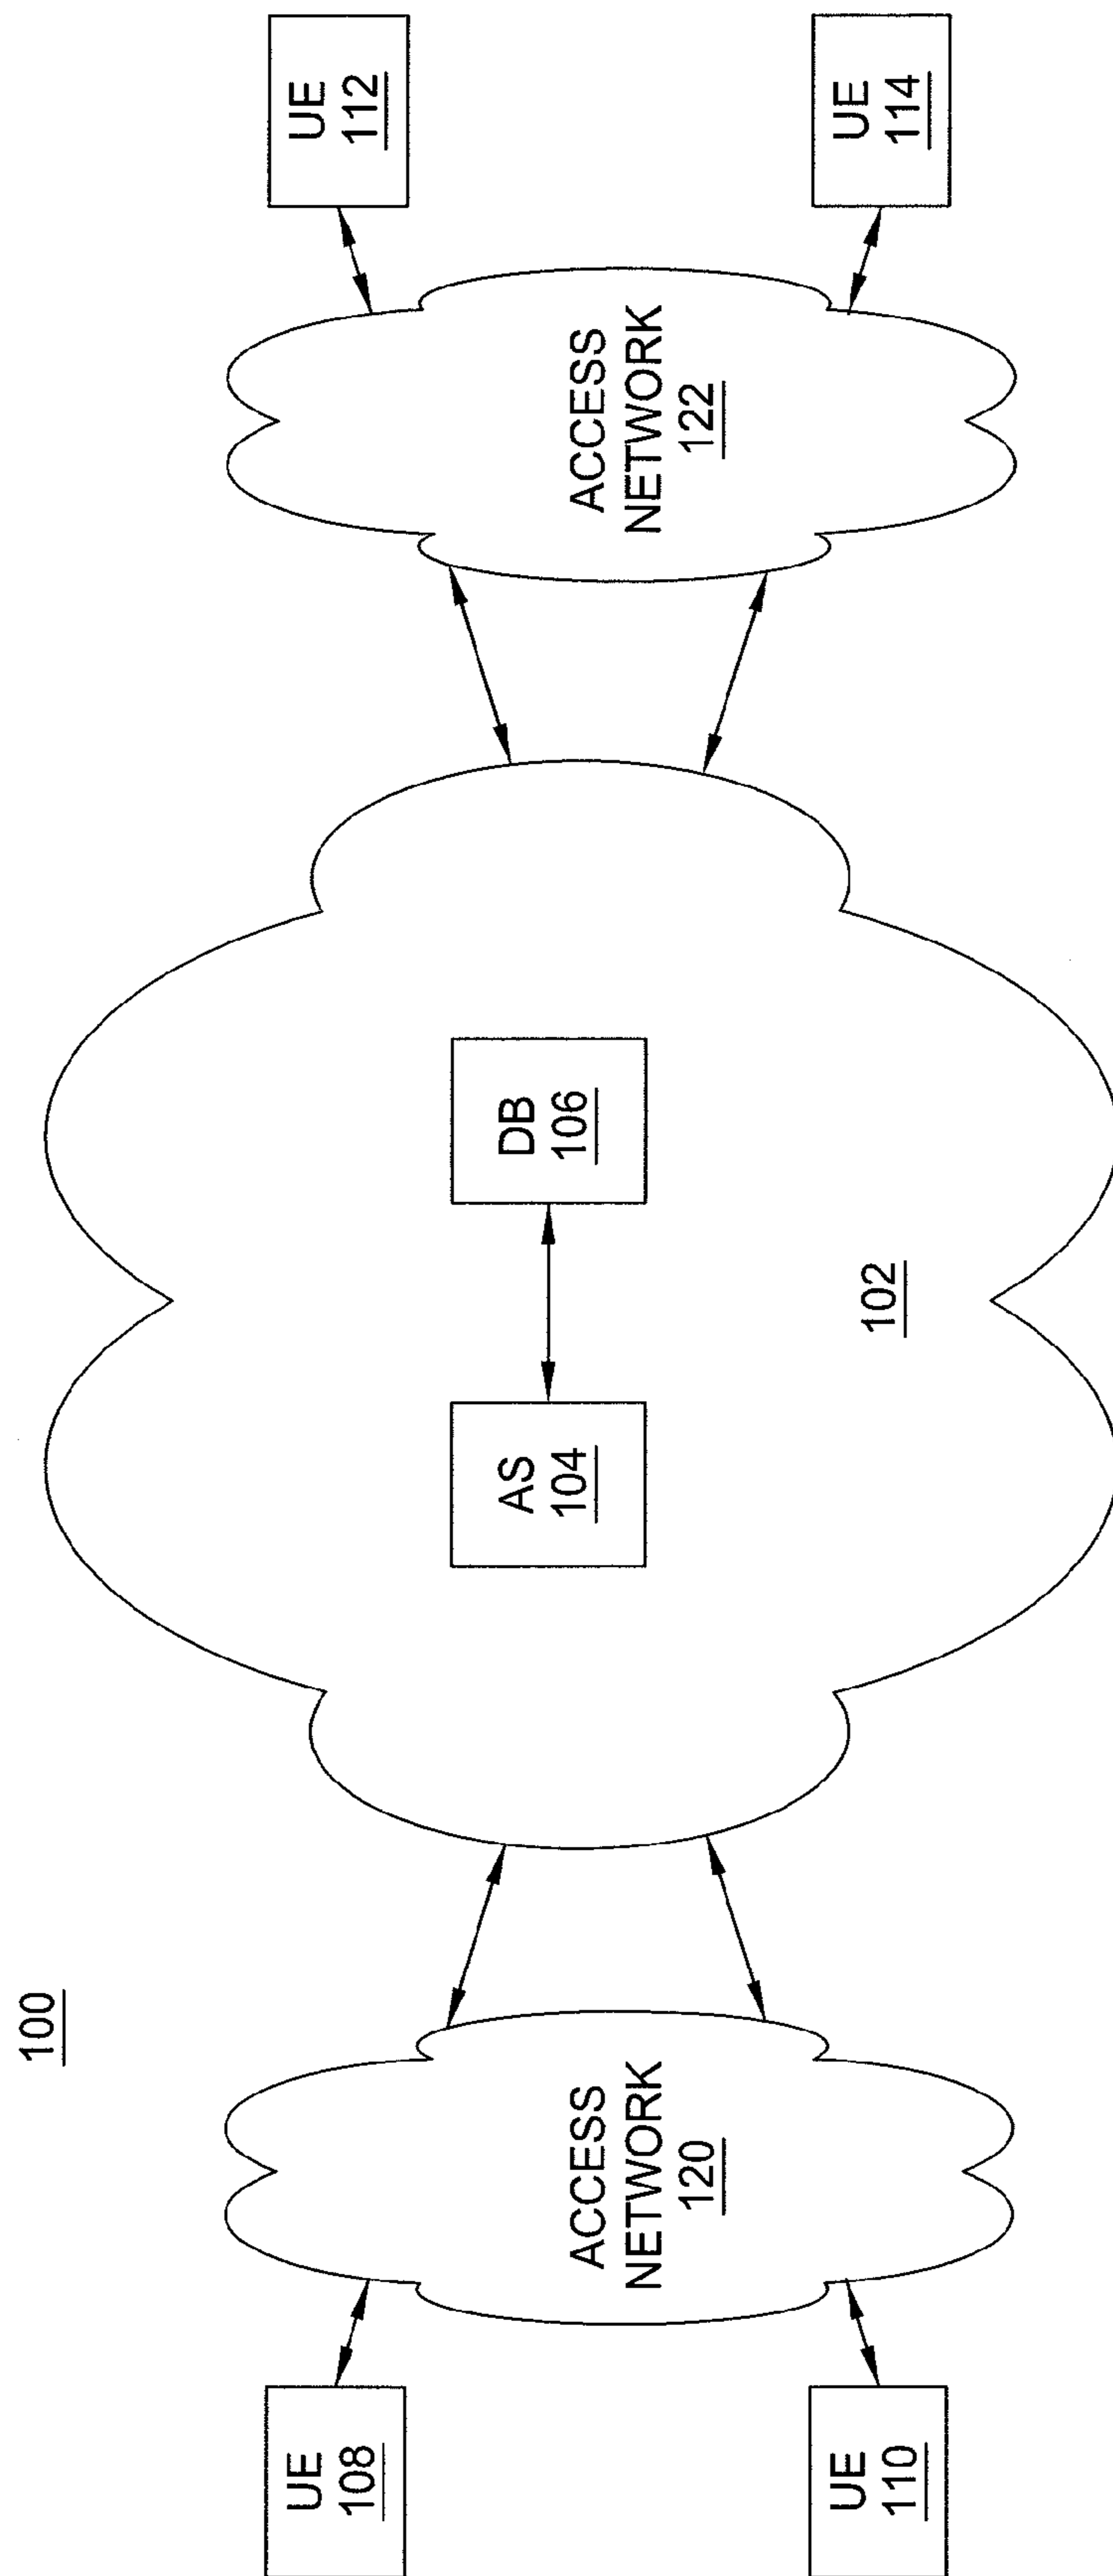 100
UE
108
UE
110
ACCESS
NETWORK
120
AS
104
DB
106
102
ACCESS
NETWORK
122
UE
112
UE
114